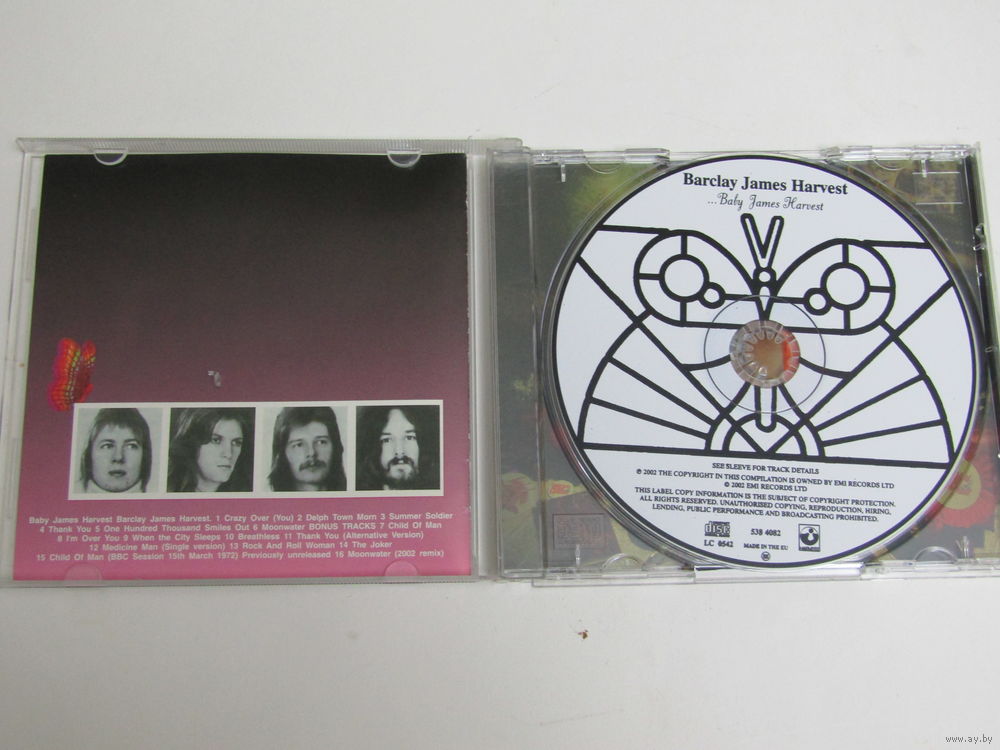 Baby James Harvest Barclay James Harvest. 1 Crazy Over (You) 2 Delph Town Morn 3 Summer Soldier
4 Thank You 5 One Hundred Thousand Smiles Out 6 Moonwater BONUS TRACKS 7 Child Of Man
8 I'm Over You 9 When the City Sleeps 10 Breathless 11 Thank You (Alternative Version)
12 Medicine Man (Single version) 13 Rock And Roll Woman 14 The Joker
15 Child Of Man (BBC Session 15th March 1972) Previously unreleased 16 Moonwater (2002 remix)
Barclay James Harvest
...Baby James Harvest
SEE SLEEVE FOR TRACK DETAILS
℗ 2002 THE COPYRIGHT IN THIS COMPILATION IS OWNED BY EMI RECORDS LTD
© 2002 EMI RECORDS LTD
THIS LABEL COPY INFORMATION IS THE SUBJECT OF COPYRIGHT PROTECTION.
ALL RIGHTS RESERVED. UNAUTHORISED COPYING, REPRODUCTION, HIRING,
LENDING, PUBLIC PERFORMANCE AND BROADCASTING PROHIBITED.
disc 538 4082
LC 0542 MADE IN THE EU
www.ay.by